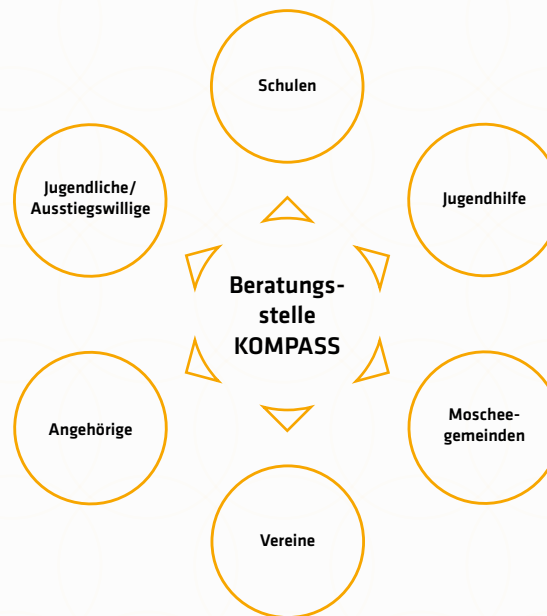 Schulen
Jugendliche/
Ausstiegswillige
Jugendhilfe
Beratungs-
stelle
KOMPASS
Angehörige
Moschee-
gemeinden
Vereine